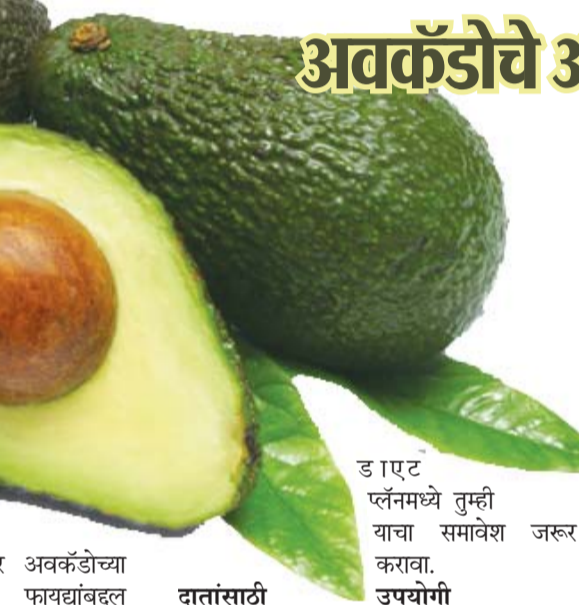 अवकॅडोचे अ
र अवकॅडोच्या
फायद्यांबद्दल
दातांसाठी
डाएट
प्लॅनमध्ये तुम्ही
याचा समावेश जरूर
करावा.
उपयोगी